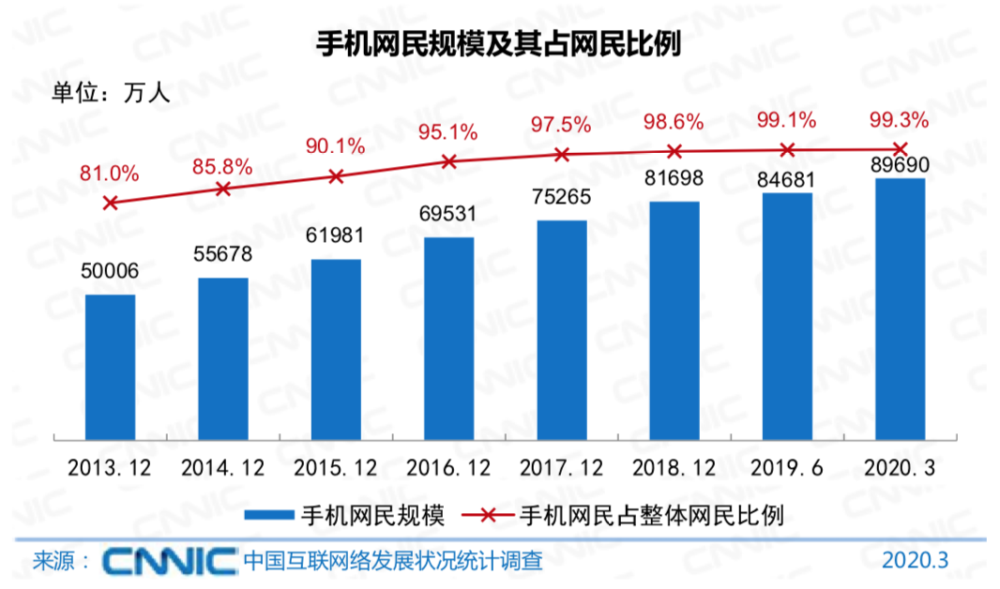 手机网民规模及其占网民比例
单位：万人
81.0% 85.8% 90.1% 95.1% 97.5% 98.6% 99.1% 99.3%
50006 55678 61981 69531 75265 81698 84681 89690
2013.12 2014.12 2015.12 2016.12 2017.12 2018.12 2019.6 2020.3
手机网民规模 手机网民占整体网民比例
来源： CNNIC 中国互联网络发展状况统计调查 2020.3